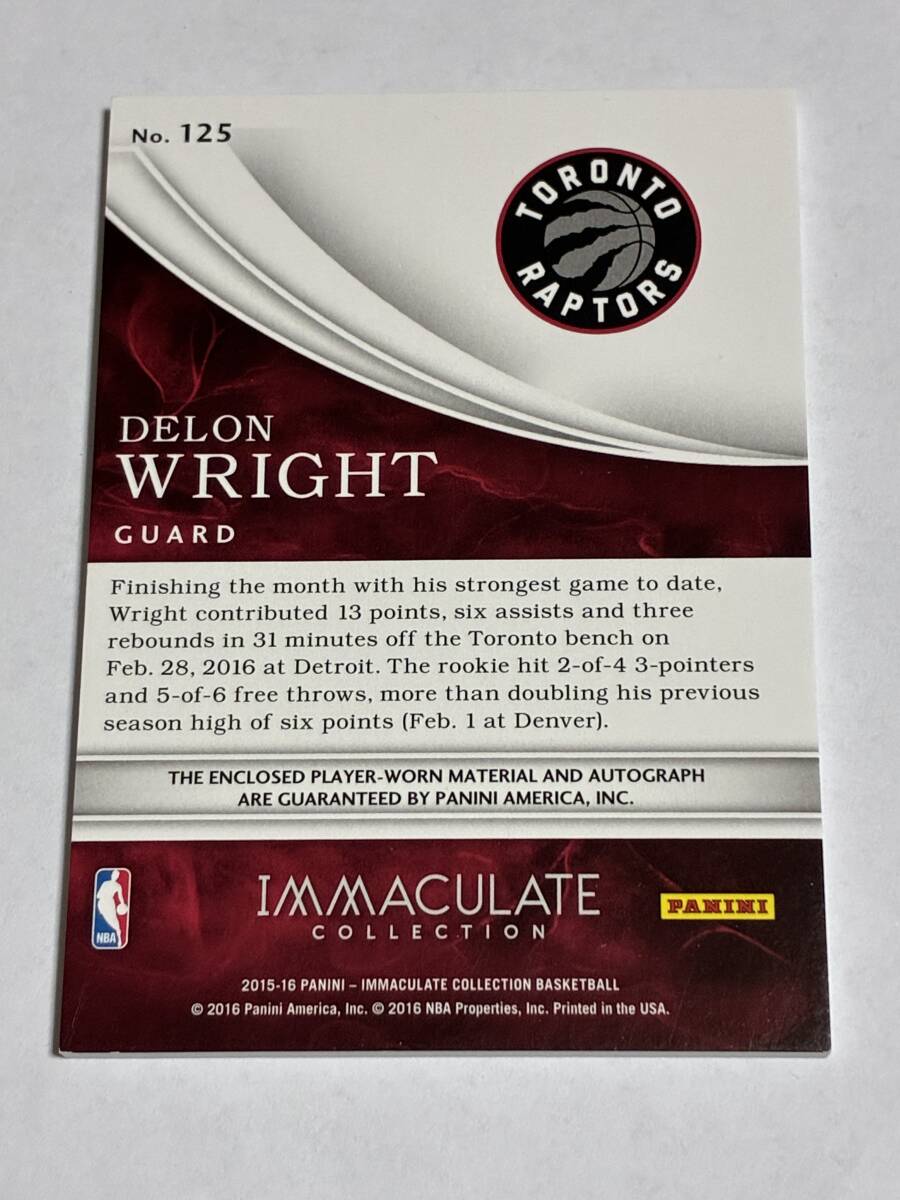 No. 125
TORONTO
RAPTORS
DELON
WRIGHT
GUARD
Finishing the month with his strongest game to date,
Wright contributed 13 points, six assists and three
rebounds in 31 minutes off the Toronto bench on
Feb. 28, 2016 at Detroit. The rookie hit 2-of-4 3-pointers
and 5-of-6 free throws, more than doubling his previous
season high of six points (Feb. 1 at Denver).
THE ENCLOSED PLAYER-WORN MATERIAL AND AUTOGRAPH
ARE GUARANTEED BY PANINI AMERICA, INC.
NBA
IMMACULATE
COLLECTION
PANINI
2015-16 PANINI – IMMACULATE COLLECTION BASKETBALL
© 2016 Panini America, Inc. © 2016 NBA Properties, Inc. Printed in the USA.